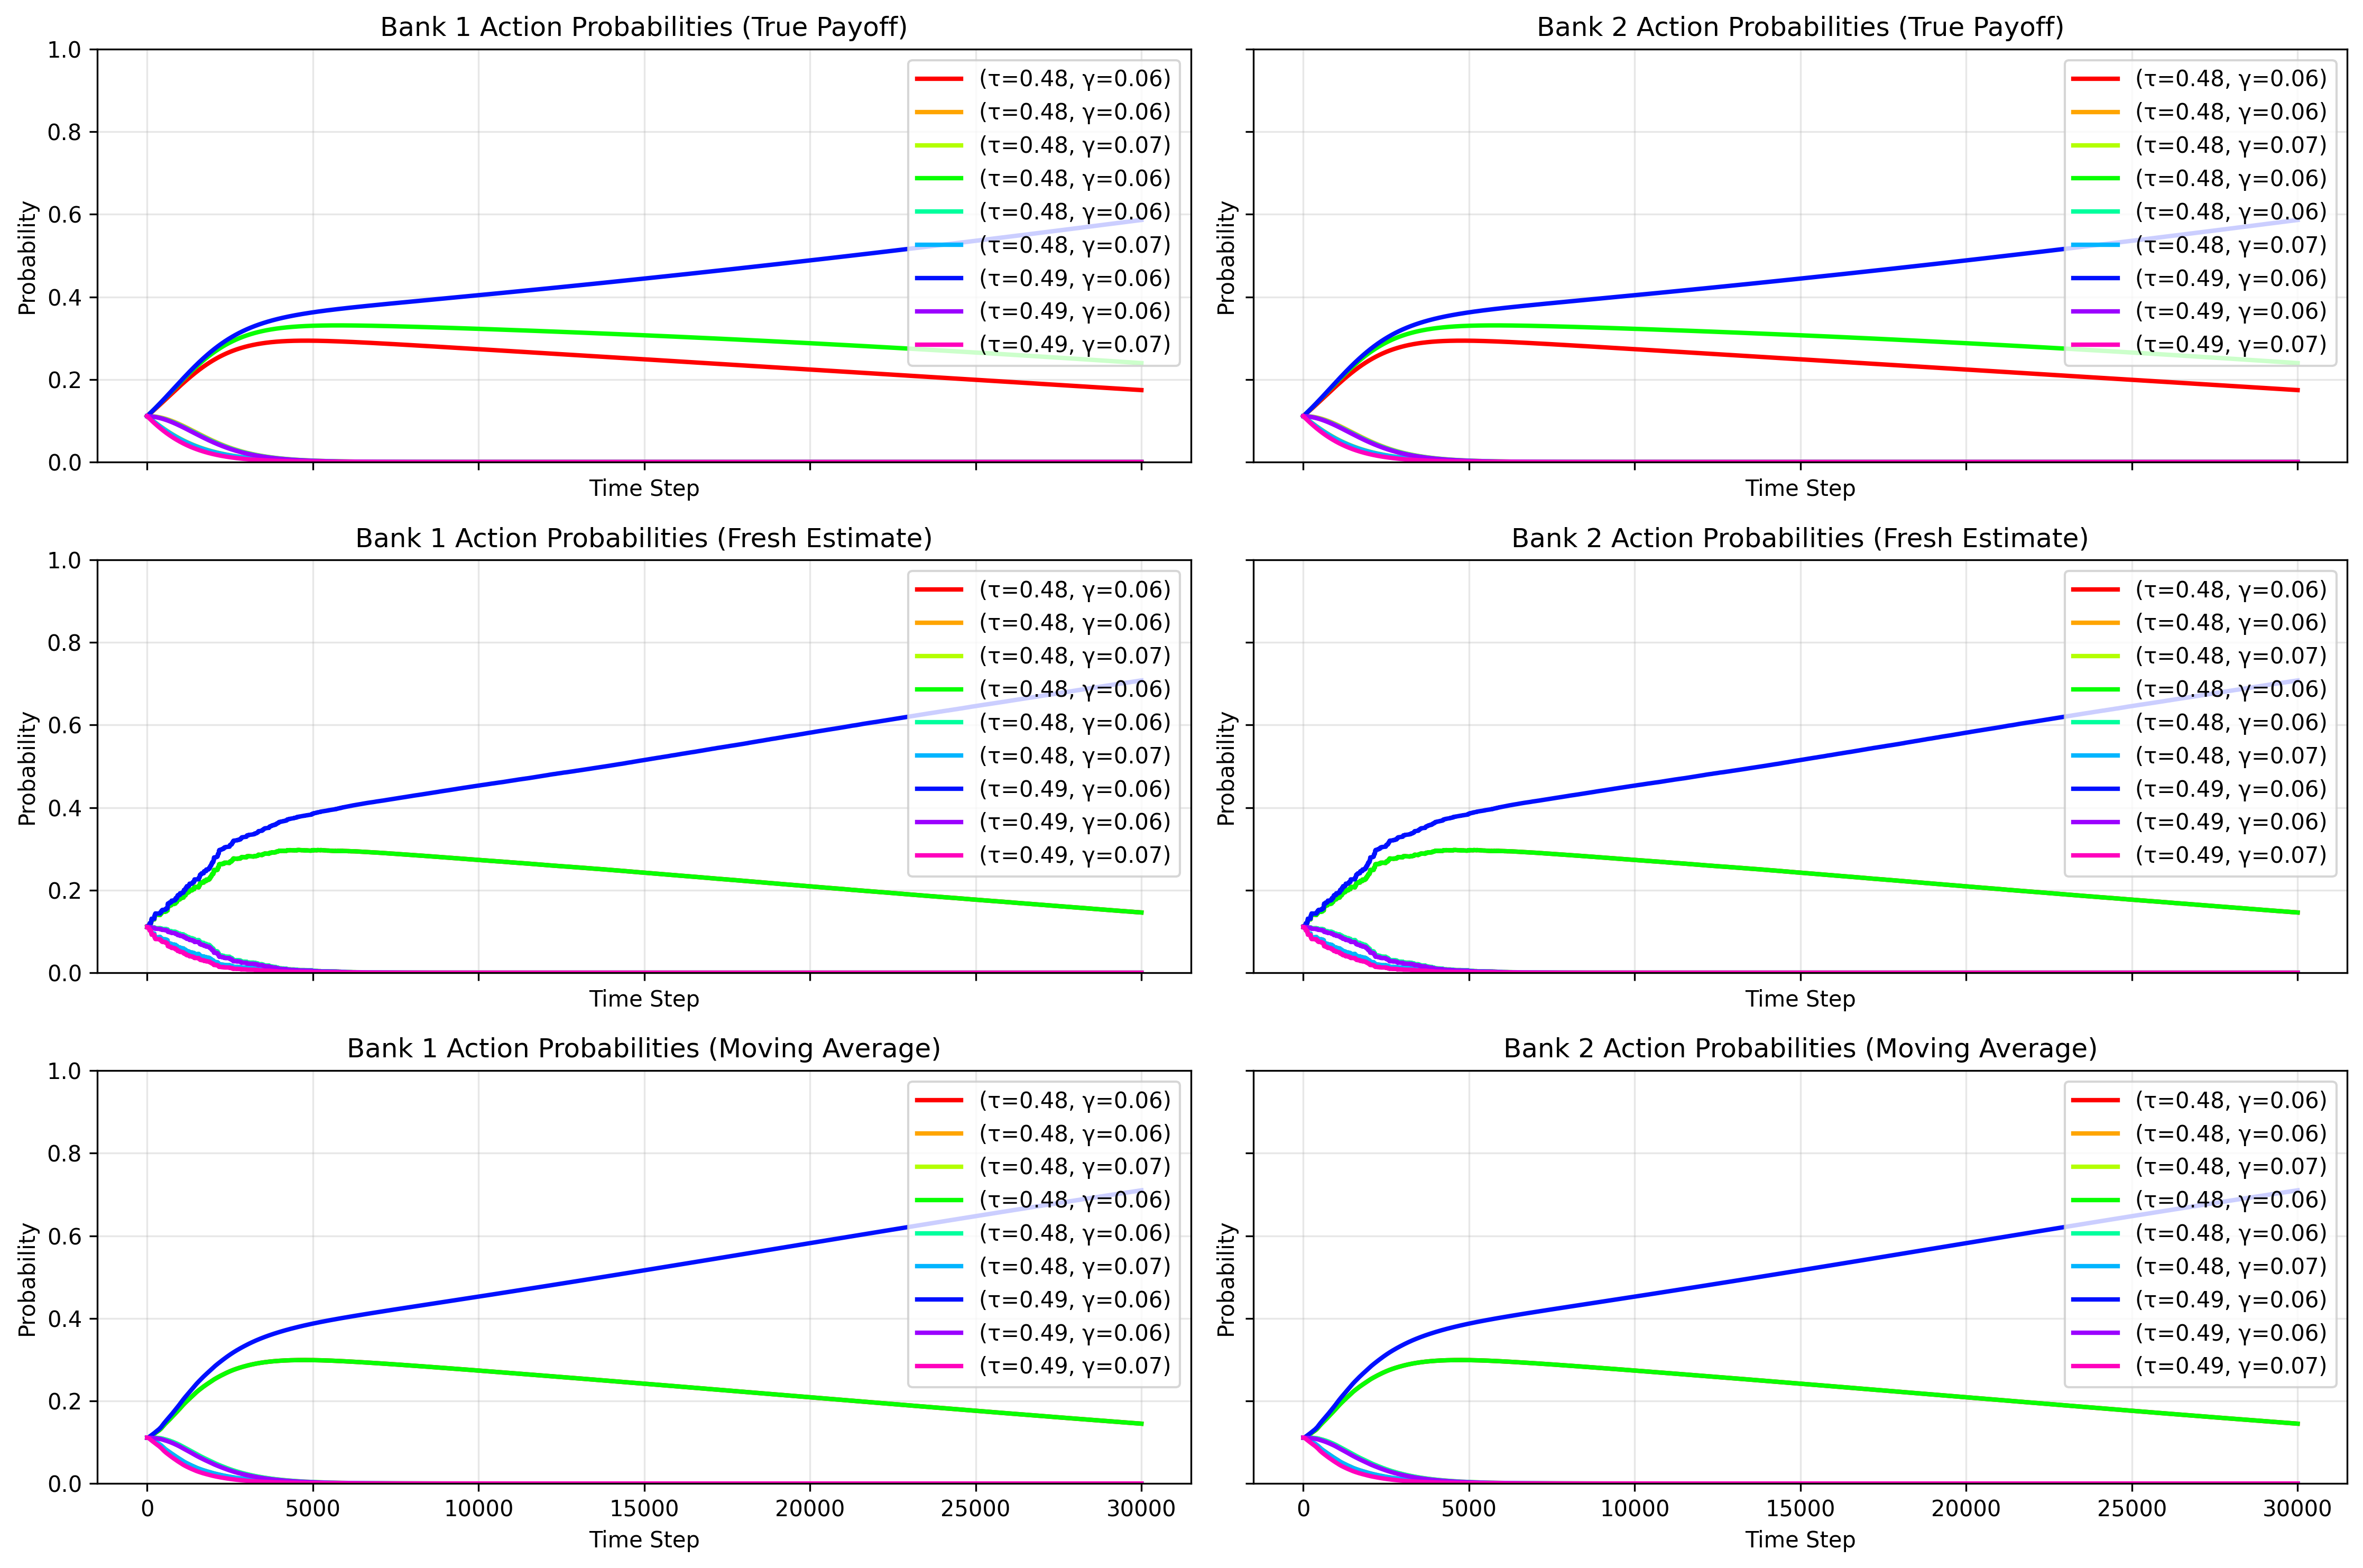 Bank 1 Action Probabilities (True Payoff)
Probability
1.0
0.8
0.6
0.4
0.2
0.0
(τ=0.48, γ=0.06)
(τ=0.48, γ=0.06)
(τ=0.48, γ=0.07)
(τ=0.48, γ=0.06)
(τ=0.48, γ=0.06)
(τ=0.48, γ=0.07)
(τ=0.49, γ=0.06)
(τ=0.49, γ=0.06)
(τ=0.49, γ=0.07)
Time Step
Bank 2 Action Probabilities (True Payoff)
Probability
(τ=0.48, γ=0.06)
(τ=0.48, γ=0.06)
(τ=0.48, γ=0.07)
(τ=0.48, γ=0.06)
(τ=0.48, γ=0.06)
(τ=0.48, γ=0.07)
(τ=0.49, γ=0.06)
(τ=0.49, γ=0.06)
(τ=0.49, γ=0.07)
Time Step
Bank 1 Action Probabilities (Fresh Estimate)
Probability
1.0
0.8
0.6
0.4
0.2
0.0
(τ=0.48, γ=0.06)
(τ=0.48, γ=0.06)
(τ=0.48, γ=0.07)
(τ=0.48, γ=0.06)
(τ=0.48, γ=0.06)
(τ=0.48, γ=0.07)
(τ=0.49, γ=0.06)
(τ=0.49, γ=0.06)
(τ=0.49, γ=0.07)
Time Step
Bank 2 Action Probabilities (Fresh Estimate)
Probability
(τ=0.48, γ=0.06)
(τ=0.48, γ=0.06)
(τ=0.48, γ=0.07)
(τ=0.48, γ=0.06)
(τ=0.48, γ=0.06)
(τ=0.48, γ=0.07)
(τ=0.49, γ=0.06)
(τ=0.49, γ=0.06)
(τ=0.49, γ=0.07)
Time Step
Bank 1 Action Probabilities (Moving Average)
Probability
1.0
0.8
0.6
0.4
0.2
0.0
(τ=0.48, γ=0.06)
(τ=0.48, γ=0.06)
(τ=0.48, γ=0.07)
(τ=0.48, γ=0.06)
(τ=0.48, γ=0.06)
(τ=0.48, γ=0.07)
(τ=0.49, γ=0.06)
(τ=0.49, γ=0.06)
(τ=0.49, γ=0.07)
0 5000 10000 15000 20000 25000 30000
Time Step
Bank 2 Action Probabilities (Moving Average)
Probability
(τ=0.48, γ=0.06)
(τ=0.48, γ=0.06)
(τ=0.48, γ=0.07)
(τ=0.48, γ=0.06)
(τ=0.48, γ=0.06)
(τ=0.48, γ=0.07)
(τ=0.49, γ=0.06)
(τ=0.49, γ=0.06)
(τ=0.49, γ=0.07)
0 5000 10000 15000 20000 25000 30000
Time Step